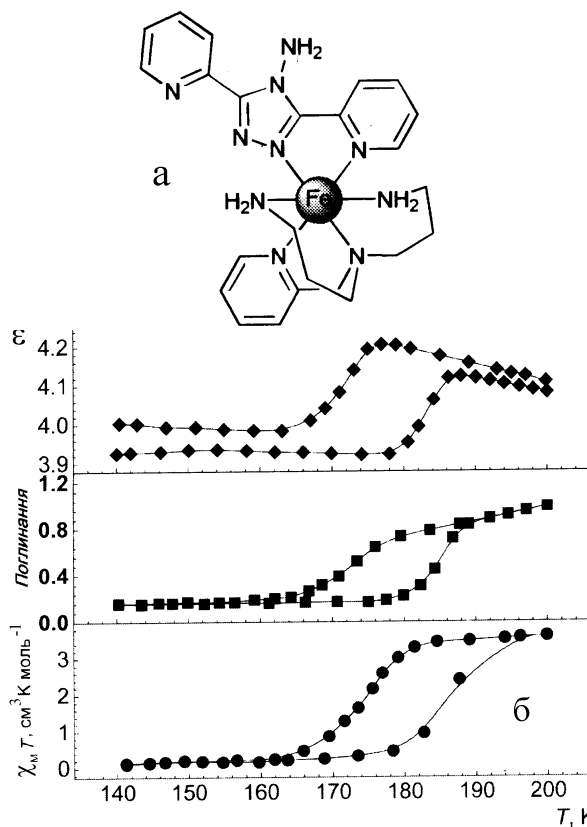 NH2
N
N
N
N
N
а
H2N
Fe
NH2
N
N
ε
4.2
4.1
4.0
3.9
1.2
0.8
0.4
0.0
Поглинання
3
2
1
0
χМ T, см3 К моль-1
б
140 150 160 170 180 190 200
T, К